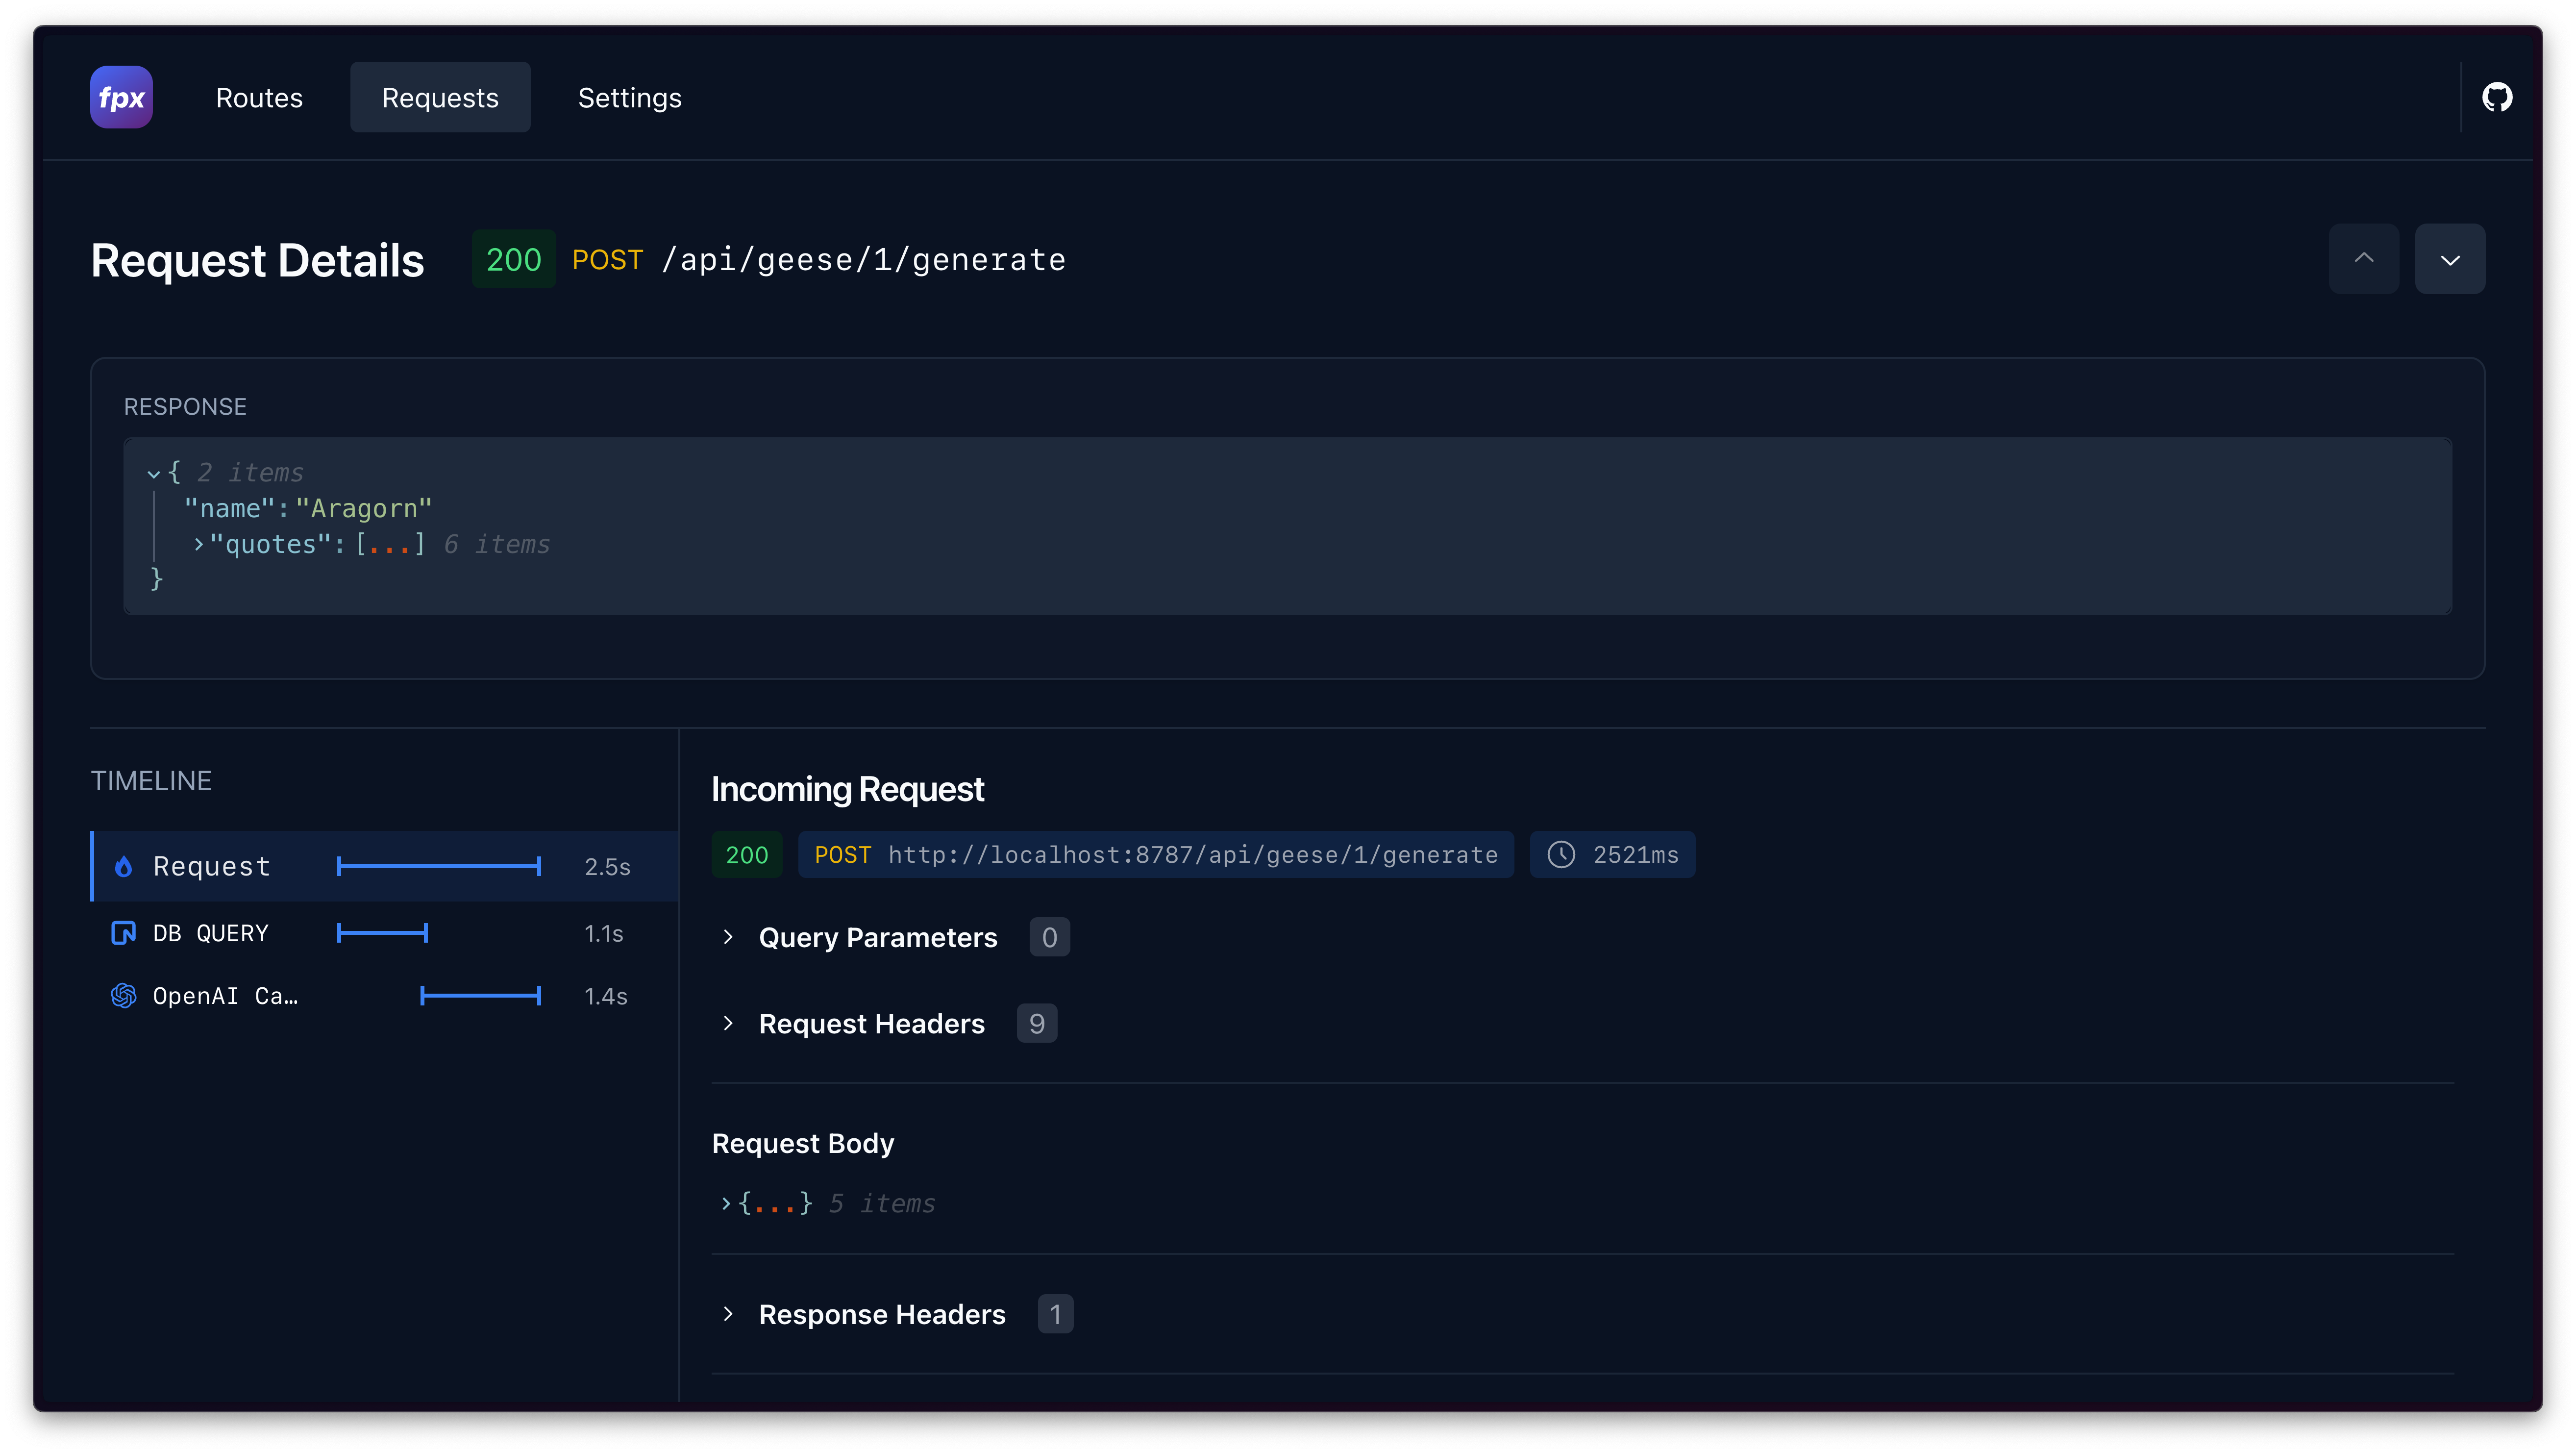 fpx Routes Requests Settings
Request Details 200 POST /api/geese/1/generate
RESPONSE
{ 2 items
"name":"Aragorn"
"quotes":[...] 6 items
}
TIMELINE
Request 2.5s
DB QUERY 1.1s
OpenAI Ca… 1.4s
Incoming Request
200 POST http://localhost:8787/api/geese/1/generate 2521ms
Query Parameters 0
Request Headers 9
Request Body
{...} 5 items
Response Headers 1